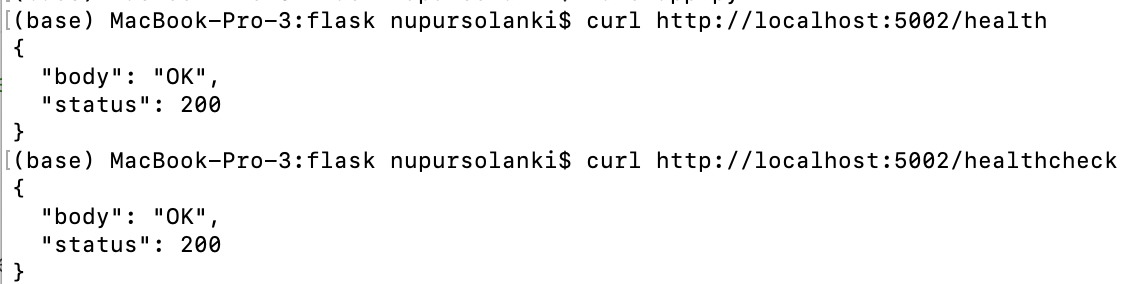 [(base) MacBook-Pro-3:flask nupursolanki$ curl http://localhost:5002/health
{
  "body": "OK",
  "status": 200
}
[(base) MacBook-Pro-3:flask nupursolanki$ curl http://localhost:5002/healthcheck
{
  "body": "OK",
  "status": 200
}